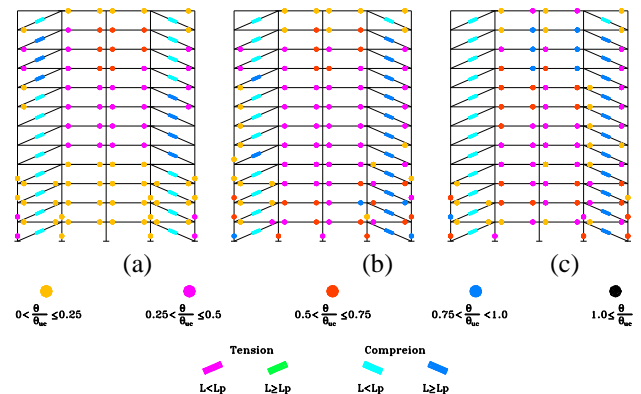 (a) (b) (c)
0<θ/θuc≤0.25 0.25<θ/θuc≤0.5 0.5<θ/θuc≤0.75 0.75<θ/θuc<1.0 1.0≤θ/θuc
Tension Compreion
L<Lp L≥Lp L<Lp L≥Lp